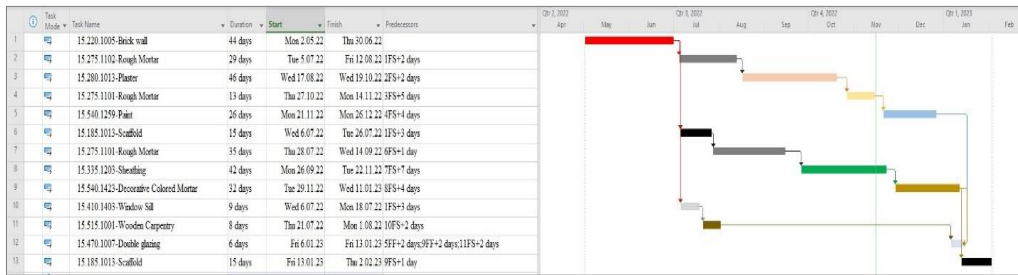 Task Mode Task Name Duration Start Finish Predecessors
Qtr 2, 2022 Qtr 3, 2022 Qtr 4, 2022 Qtr 1, 2023
Apr May Jun Jul Aug Sep Oct Nov Dec Jan Feb
1 15.220.1005-Brick wall 44 days Mon 2.05.22 Thu 30.06.22
2 15.275.1102-Rough Mortar 29 days Tue 5.07.22 Fri 12.08.22 1FS+2 days
3 15.280.1013-Plaster 46 days Wed 17.08.22 Wed 19.10.22 2FS+2 days
4 15.275.1101-Rough Mortar 13 days Thu 27.10.22 Mon 14.11.22 3FS+5 days
5 15.540.1259-Paint 26 days Mon 21.11.22 Mon 26.12.22 4FS+4 days
6 15.185.1013-Scaffold 15 days Wed 6.07.22 Tue 26.07.22 1FS+3 days
7 15.275.1101-Rough Mortar 35 days Thu 28.07.22 Wed 14.09.22 6FS+1 day
8 15.335.1203-Sheathing 42 days Mon 26.09.22 Tue 22.11.22 7FS+7 days
9 15.540.1423-Decorative Colored Mortar 32 days Tue 29.11.22 Wed 11.01.23 8FS+4 days
10 15.410.1403-Window Sill 9 days Wed 6.07.22 Mon 18.07.22 1FS+3 days
11 15.515.1001-Wooden Carpentry 8 days Thu 21.07.22 Mon 1.08.22 10FS+2 days
12 15.470.1007-Double glazing 6 days Fri 6.01.23 Fri 13.01.23 5FF+2 days;9FF+2 days;11FS+2 days
13 15.185.1013-Scaffold 15 days Fri 13.01.23 Thu 2.02.23 9FS+1 day